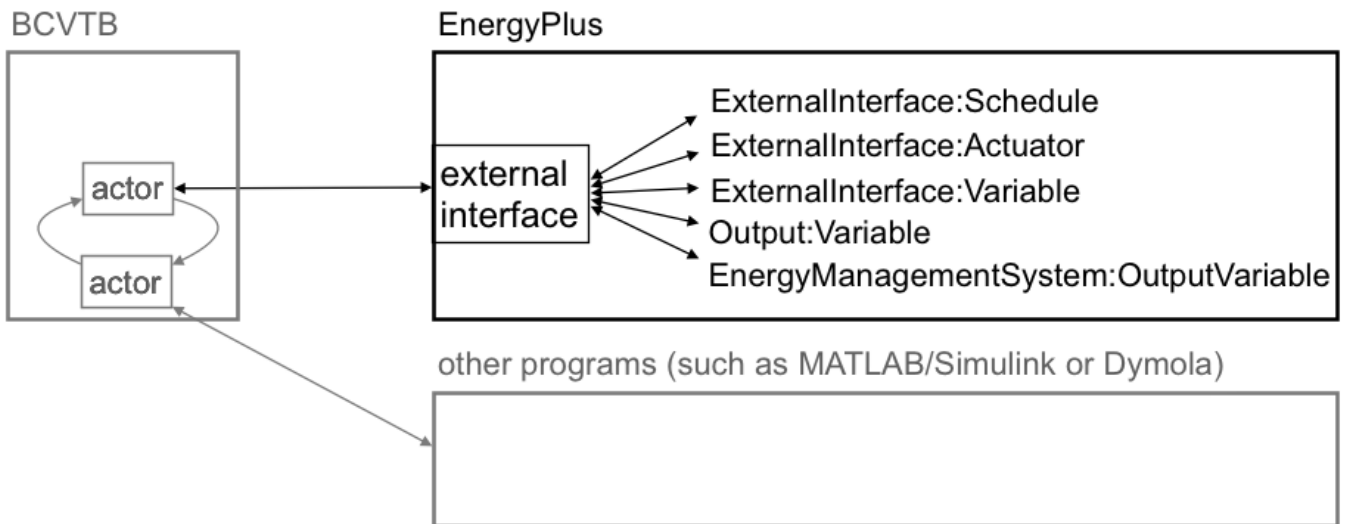 BCVTB
EnergyPlus
ExternalInterface:Schedule
ExternalInterface:Actuator
ExternalInterface:Variable
Output:Variable
EnergyManagementSystem:OutputVariable
external
interface
actor
actor
other programs (such as MATLAB/Simulink or Dymola)